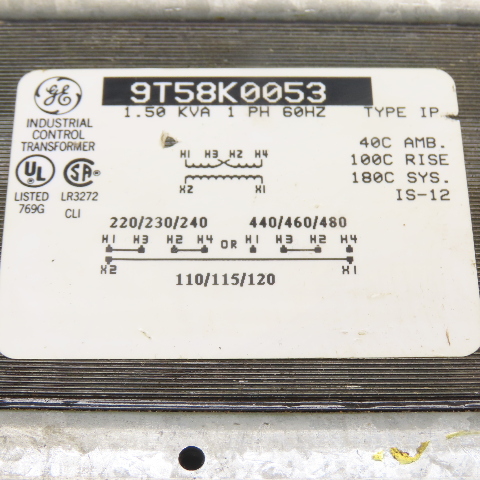 GE
9T58K0053
1.50 KVA 1 PH 60HZ TYPE IP
INDUSTRIAL
CONTROL
TRANSFORMER
UL
LISTED
769G
SA
LR3272
CLI
40C AMB.
100C RISE
180C SYS.
IS-12
H1 H3 H2 H4
X2 X1
220/230/240 440/460/480
H1 H3 H2 H4 OR H1 H3 H2 H4
X2 X1
110/115/120